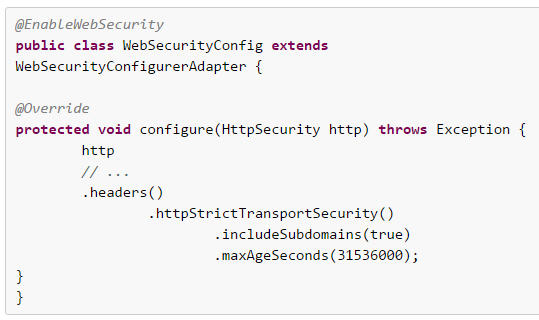 @EnableWebSecurity
public class WebSecurityConfig extends
WebSecurityConfigurerAdapter {

@Override
protected void configure(HttpSecurity http) throws Exception {
        http
        // ...
        .headers()
                .httpStrictTransportSecurity()
                        .includeSubdomains(true)
                        .maxAgeSeconds(31536000);
}
}